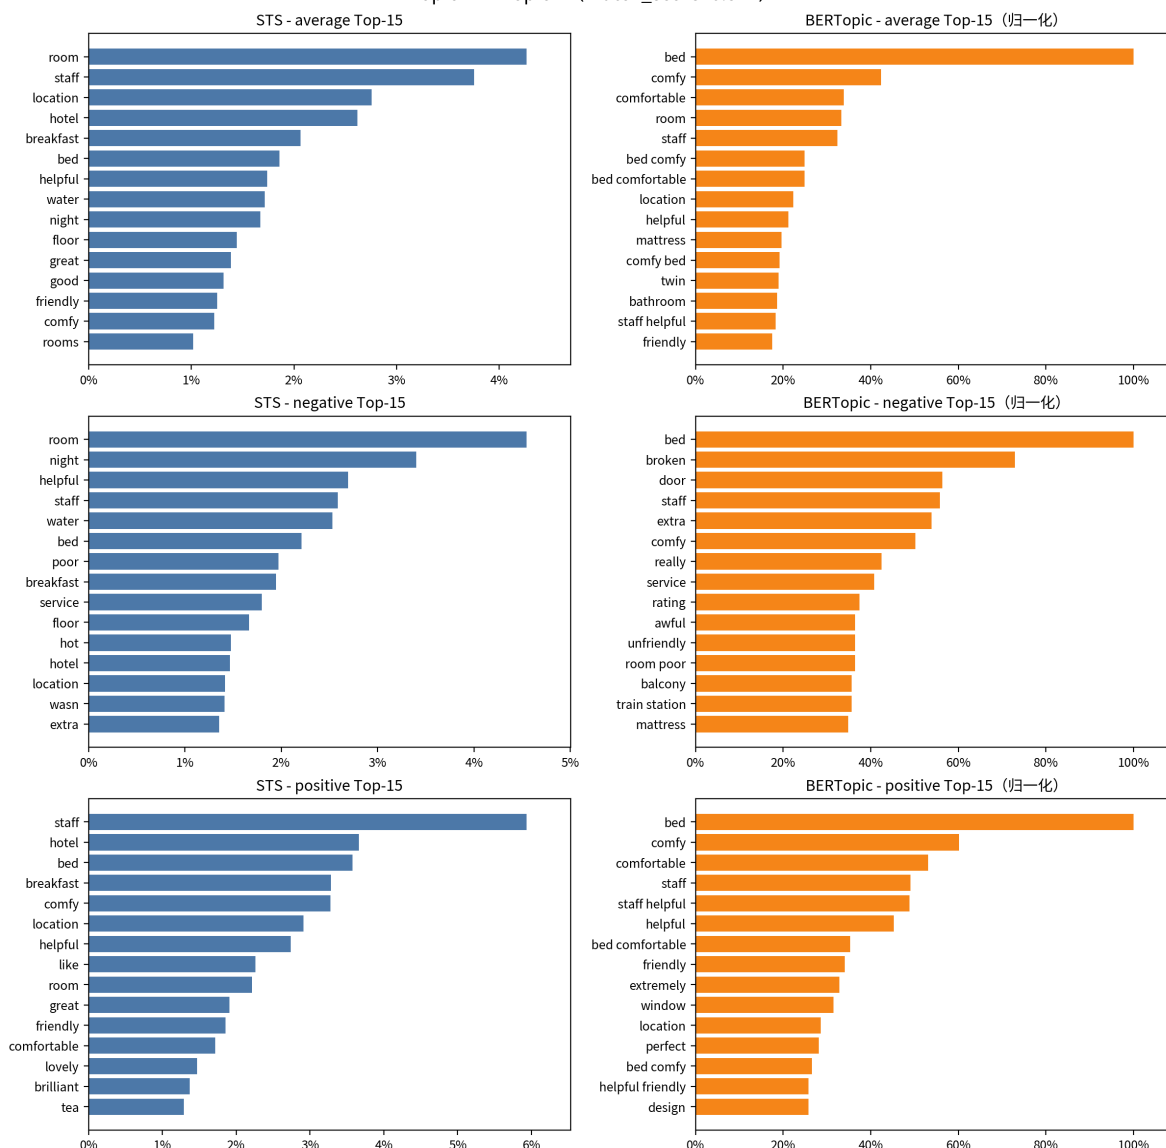 STS - average Top-15
room
staff
location
hotel
breakfast
bed
helpful
water
night
floor
great
good
friendly
comfy
rooms
0% 1% 2% 3% 4%
BERTopic - average Top-15（归一化）
bed
comfy
comfortable
room
staff
bed comfy
bed comfortable
location
helpful
mattress
comfy bed
twin
bathroom
staff helpful
friendly
0% 20% 40% 60% 80% 100%
STS - negative Top-15
room
night
helpful
staff
water
bed
poor
breakfast
service
floor
hot
hotel
location
wasn
extra
0% 1% 2% 3% 4% 5%
BERTopic - negative Top-15（归一化）
bed
broken
door
staff
extra
comfy
really
service
rating
awful
unfriendly
room poor
balcony
train station
mattress
0% 20% 40% 60% 80% 100%
STS - positive Top-15
staff
hotel
bed
breakfast
comfy
location
helpful
like
room
great
friendly
comfortable
lovely
brilliant
tea
0% 1% 2% 3% 4% 5% 6%
BERTopic - positive Top-15（归一化）
bed
comfy
comfortable
staff
staff helpful
helpful
bed comfortable
friendly
extremely
window
location
perfect
bed comfy
helpful friendly
design
0% 20% 40% 60% 80% 100%